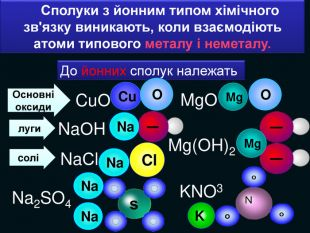 Сполуки з йонним типом хімічного
зв'язку виникають, коли взаємодіють
атоми типового металу і неметалу.
До йонних сполук належать
Основні
оксиди
CuO
Cu
O
MgO
Mg
O
луги
NaOH
Na
Mg(OH)2
Mg
солі
NaCl
Na
Cl
Na2SO4
Na
Na
s
KNO3
K
N
o
o
o